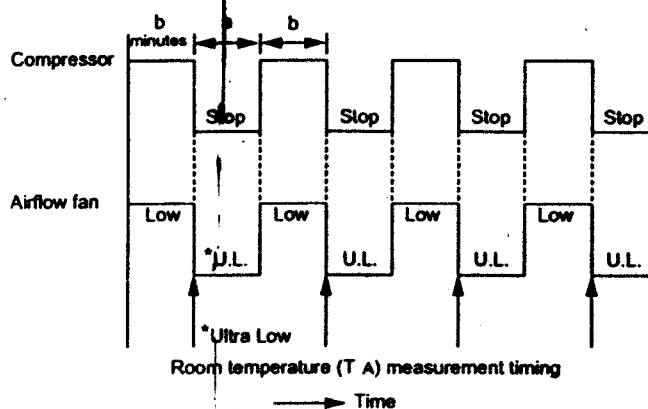 b
minutes
b
Compressor
Stop Stop Stop Stop
Airflow fan
Low Low Low Low
*U.L. U.L. U.L. U.L.
*Ultra Low
Room temperature (T A) measurement timing
Time